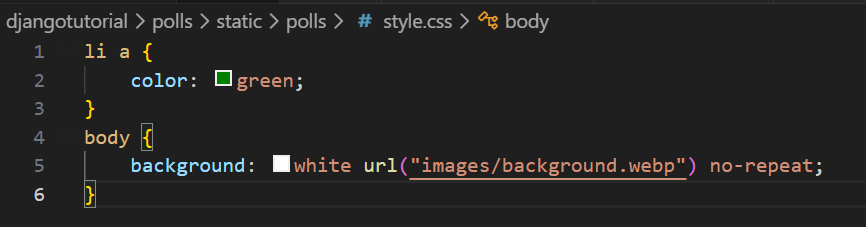 djangotutorial > polls > static > polls > # style.css > body
1 li a {
2 color: green;
3 }
4 body {
5 background: white url("images/background.webp") no-repeat;
6 }